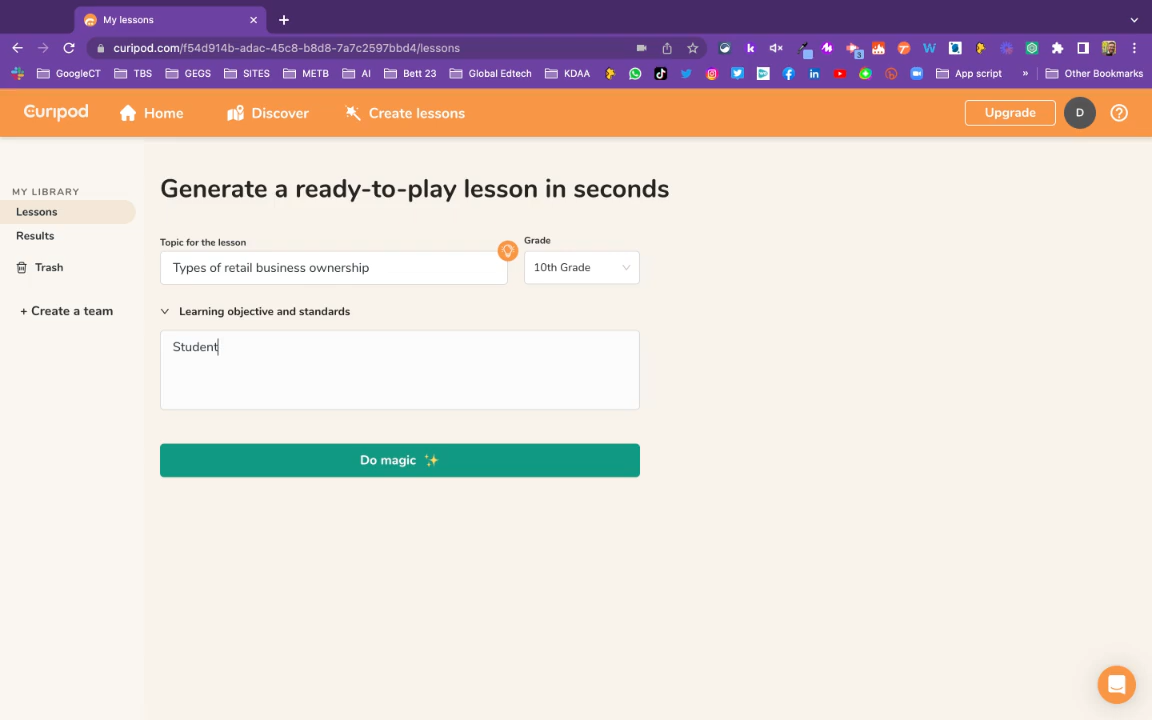 My lessons
curipod.com/f54d914b-adac-45c8-b8d8-7a7c2597bbd4/lessons
GoogleCT TBS GEGS SITES METB AI Bett 23 Global Edtech KDAA App script » Other Bookmarks
Curipod Home Discover Create lessons Upgrade D ?
MY LIBRARY
Lessons
Results
Trash
+ Create a team
Generate a ready-to-play lesson in seconds
Topic for the lesson Grade
Types of retail business ownership 10th Grade
Learning objective and standards
Student
Do magic